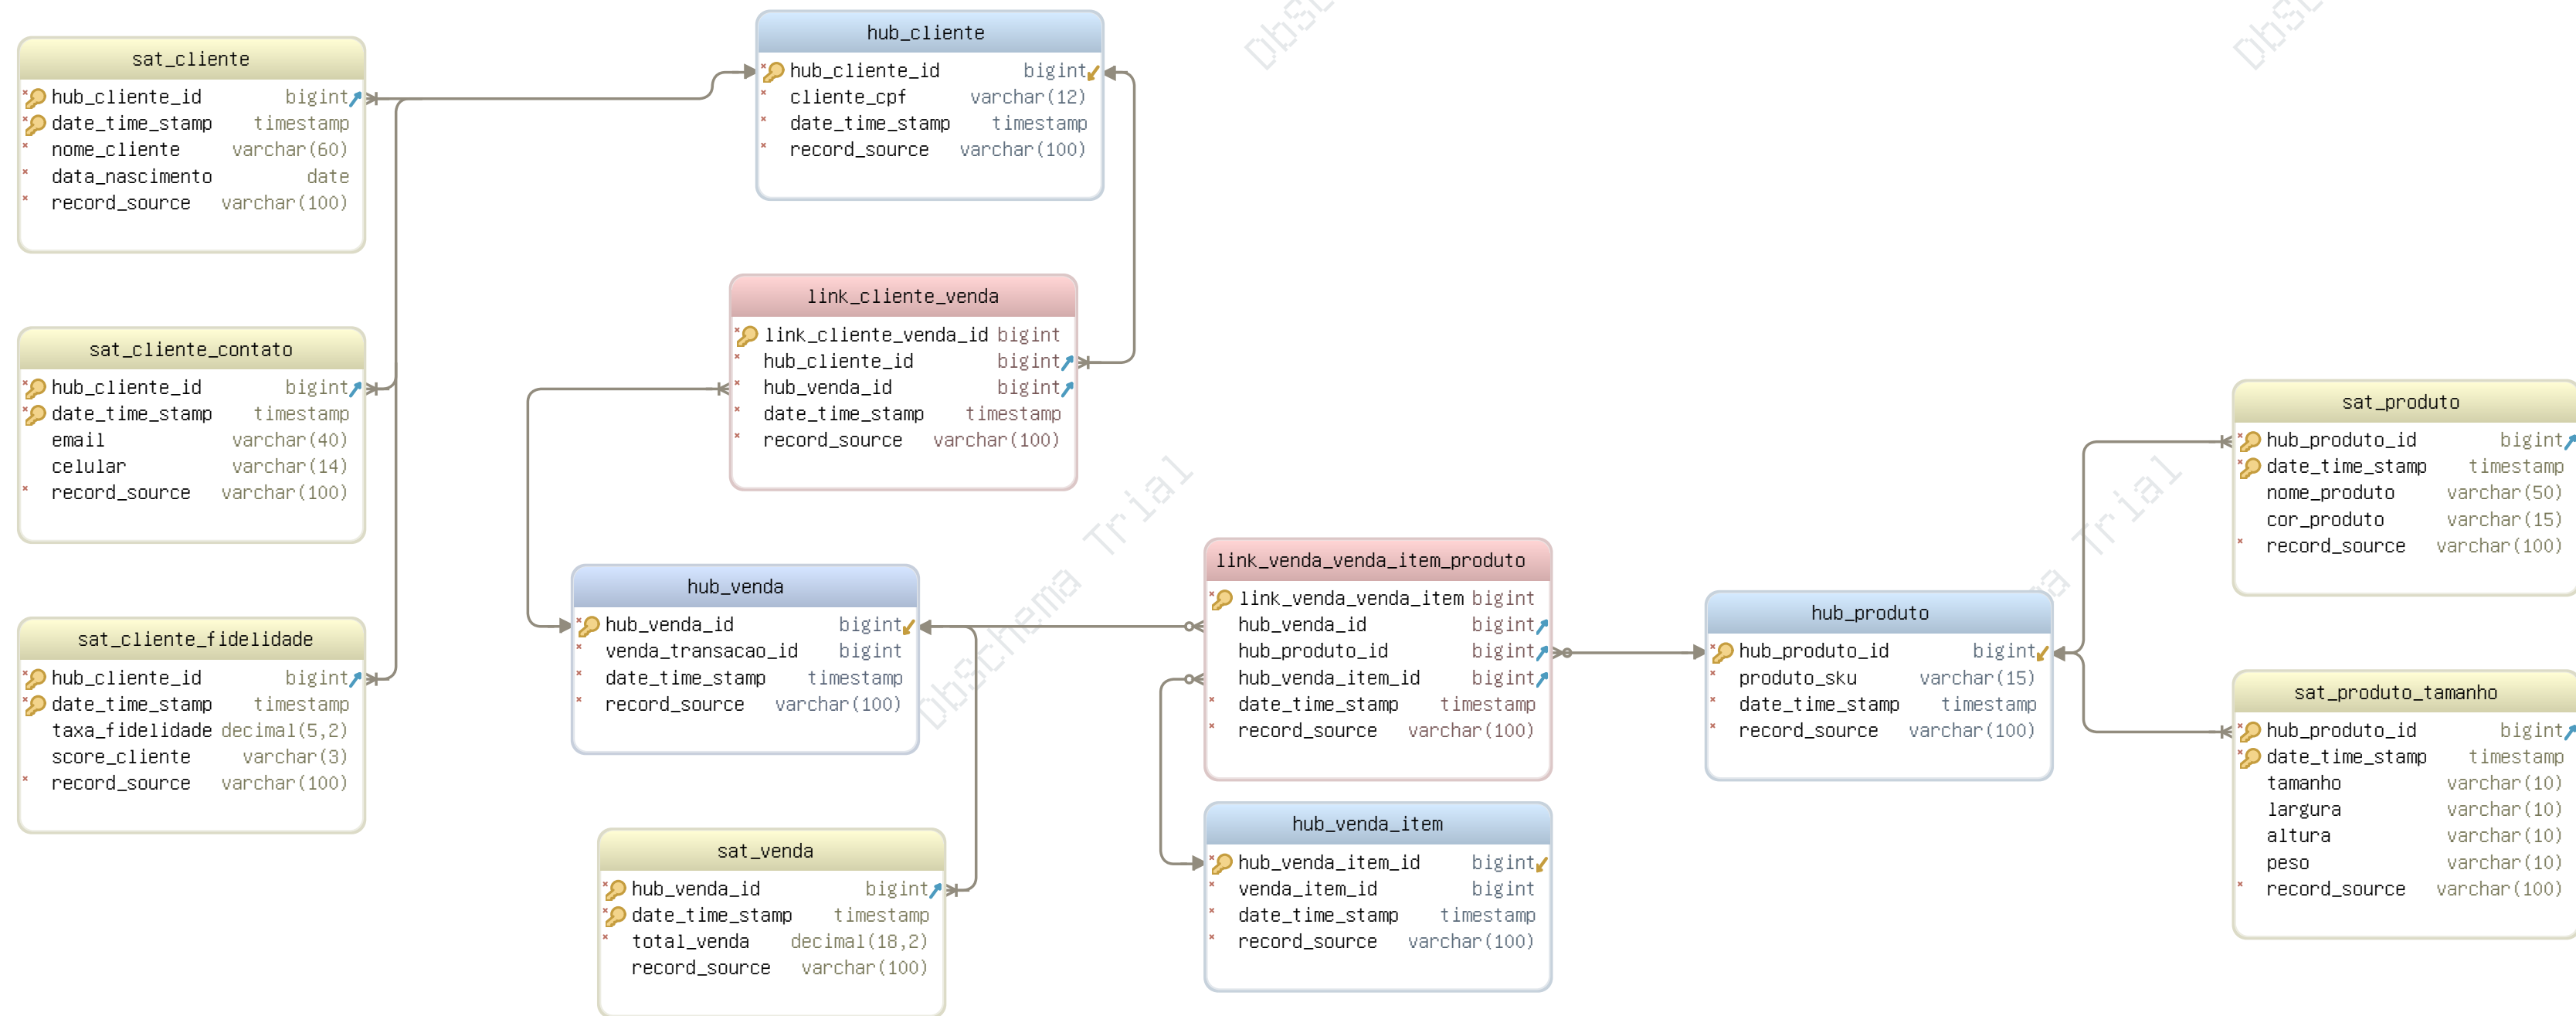 sat_cliente
hub_cliente_id bigint
date_time_stamp timestamp
nome_cliente varchar(60)
data_nascimento date
record_source varchar(100)
sat_cliente_contato
hub_cliente_id bigint
date_time_stamp timestamp
email varchar(40)
celular varchar(14)
record_source varchar(100)
sat_cliente_fidelidade
hub_cliente_id bigint
date_time_stamp timestamp
taxa_fidelidade decimal(5,2)
score_cliente varchar(3)
record_source varchar(100)
hub_cliente
hub_cliente_id bigint
cliente_cpf varchar(12)
date_time_stamp timestamp
record_source varchar(100)
link_cliente_venda
link_cliente_venda_id bigint
hub_cliente_id bigint
hub_venda_id bigint
date_time_stamp timestamp
record_source varchar(100)
hub_venda
hub_venda_id bigint
venda_transacao_id bigint
date_time_stamp timestamp
record_source varchar(100)
sat_venda
hub_venda_id bigint
date_time_stamp timestamp
total_venda decimal(18,2)
record_source varchar(100)
link_venda_venda_item_produto
link_venda_venda_item bigint
hub_venda_id bigint
hub_produto_id bigint
hub_venda_item_id bigint
date_time_stamp timestamp
record_source varchar(100)
hub_venda_item
hub_venda_item_id bigint
venda_item_id bigint
date_time_stamp timestamp
record_source varchar(100)
hub_produto
hub_produto_id bigint
produto_sku varchar(15)
date_time_stamp timestamp
record_source varchar(100)
sat_produto
hub_produto_id bigint
date_time_stamp timestamp
nome_produto varchar(50)
cor_produto varchar(15)
record_source varchar(100)
sat_produto_tamanho
hub_produto_id bigint
date_time_stamp timestamp
tamanho varchar(10)
largura varchar(10)
altura varchar(10)
peso varchar(10)
record_source varchar(100)
DbSchema Trial
Trial